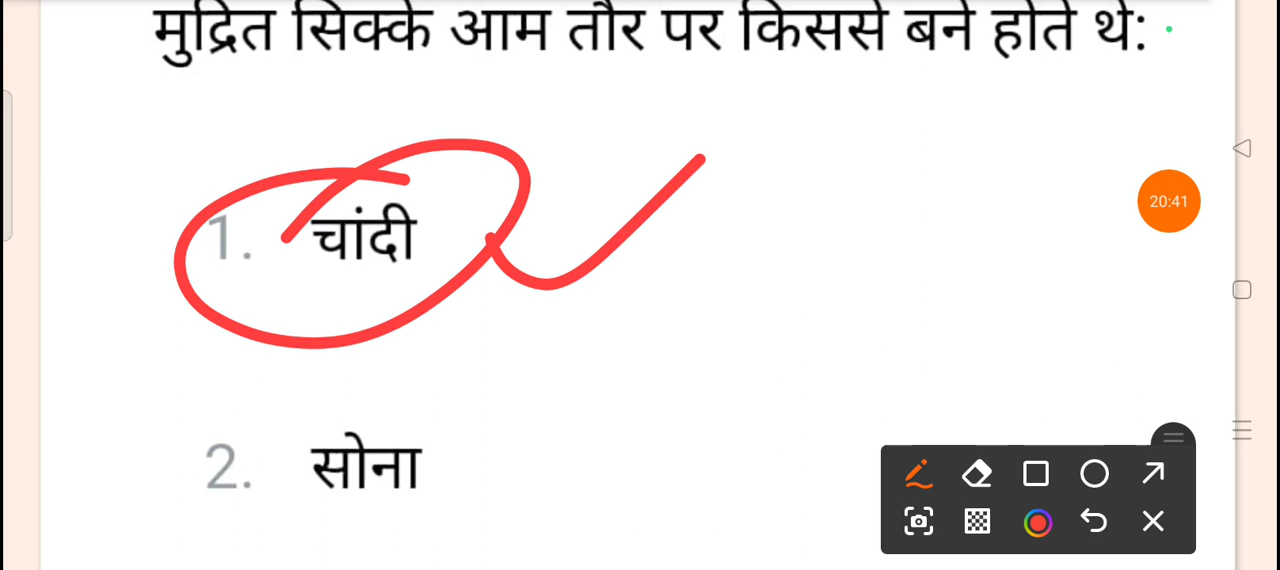 मुद्रित सिक्के आम तौर पर किससे बने होते थे:
1. चांदी
20:41
2. सोना